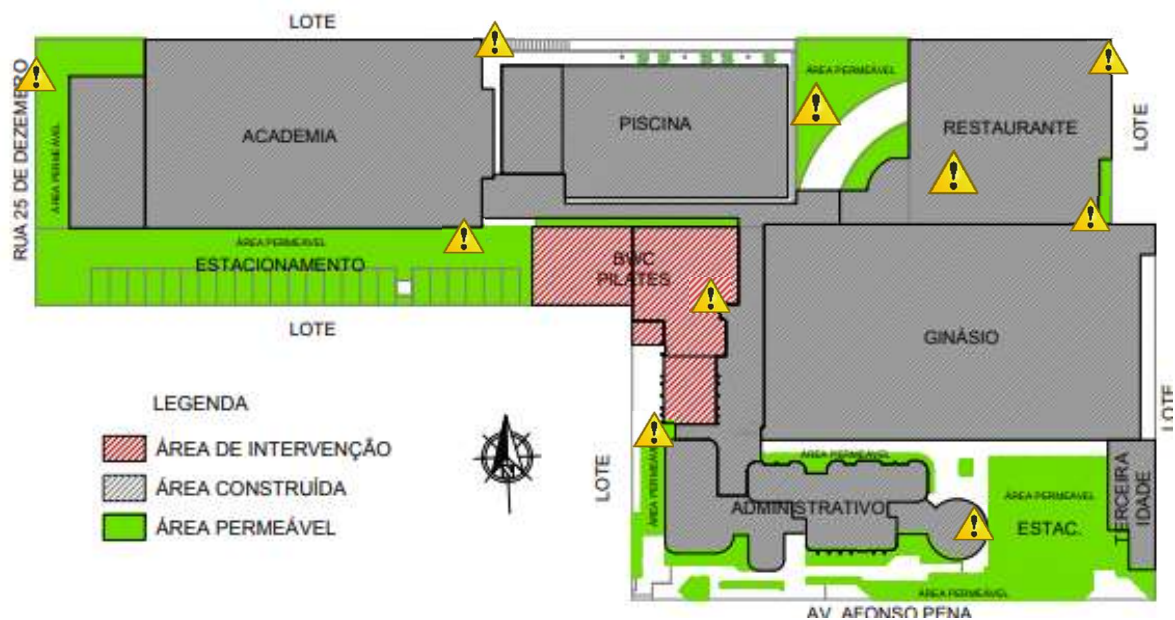 LOTE
RUA 25 DE DEZEMBRO
ÁREA PERMEÁVEL
ACADEMIA
PISCINA
ÁREA PERMEÁVEL
RESTAURANTE
LOTE
ÁREA PERMEÁVEL
ESTACIONAMENTO
BWC
PILATES
LOTE
GINÁSIO
LOTE
LEGENDA
ÁREA DE INTERVENÇÃO
ÁREA CONSTRUÍDA
ÁREA PERMEÁVEL
N
LOTE
ÁREA PERMEÁVEL
ÁREA PERMEÁVEL
ADMINISTRATIVO
ÁREA PERMEÁVEL
ESTAC.
TERCEIRA
IDADE
ÁREA PERMEÁVEL
AV. AFONSO PENA